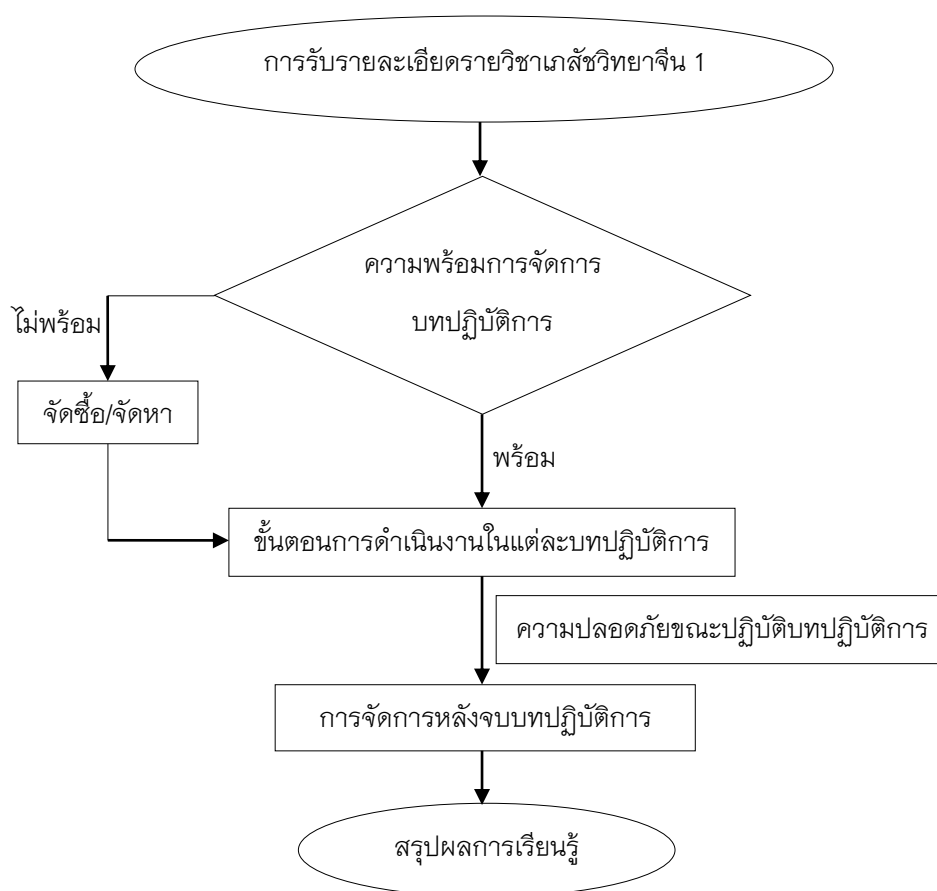 การรับรายละเอียดรายวิชาเภสัชวิทยาจีน 1
ความพร้อมการจัดการ
บทปฏิบัติการ
ไม่พร้อม
จัดซื้อ/จัดหา
พร้อม
ขั้นตอนการดำเนินงานในแต่ละบทปฏิบัติการ
ความปลอดภัยขณะปฏิบัติบทปฏิบัติการ
การจัดการหลังจบบทปฏิบัติการ
สรุปผลการเรียนรู้